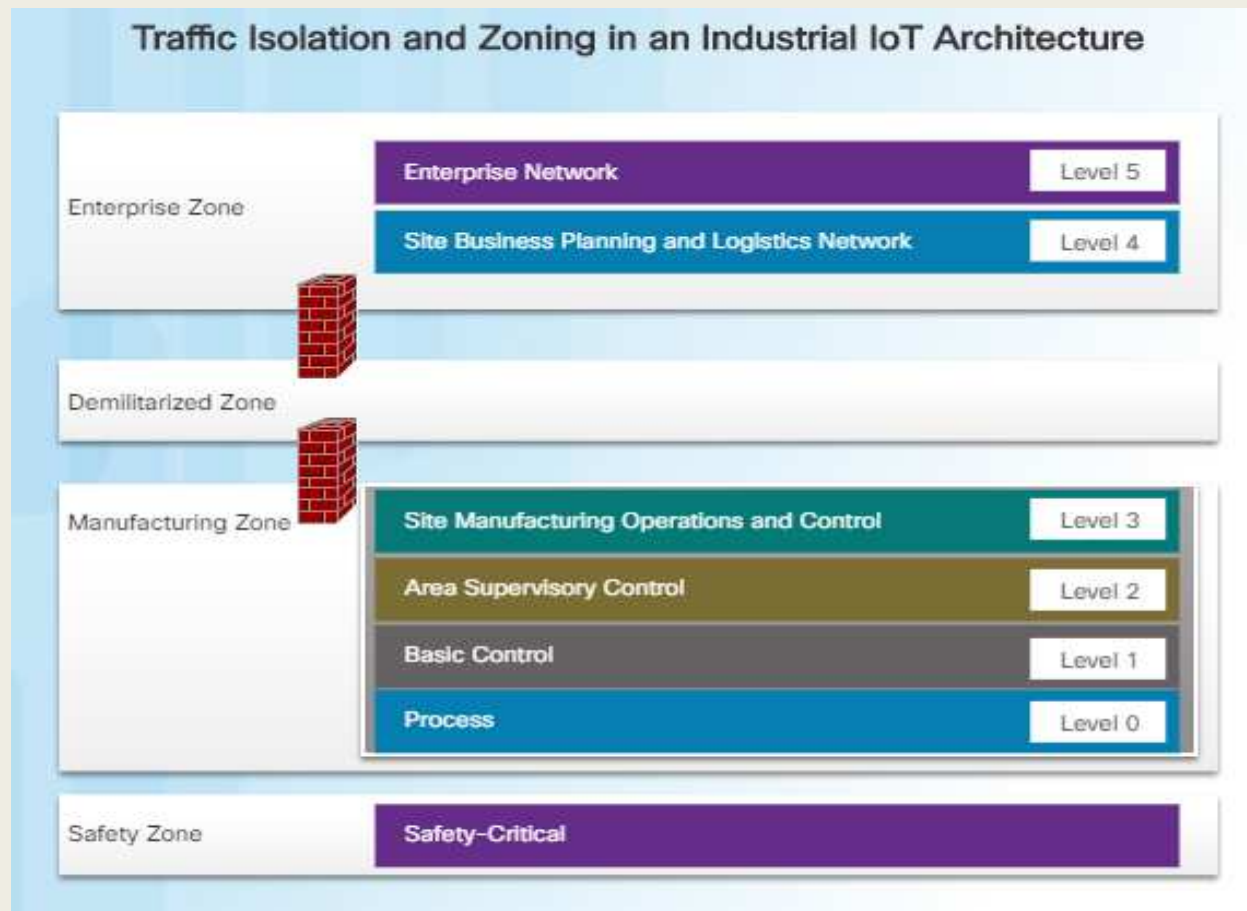 Traffic Isolation and Zoning in an Industrial IoT Architecture
Enterprise Zone
Enterprise Network Level 5
Site Business Planning and Logistics Network Level 4
Demilitarized Zone
Manufacturing Zone
Site Manufacturing Operations and Control Level 3
Area Supervisory Control Level 2
Basic Control Level 1
Process Level 0
Safety Zone
Safety-Critical